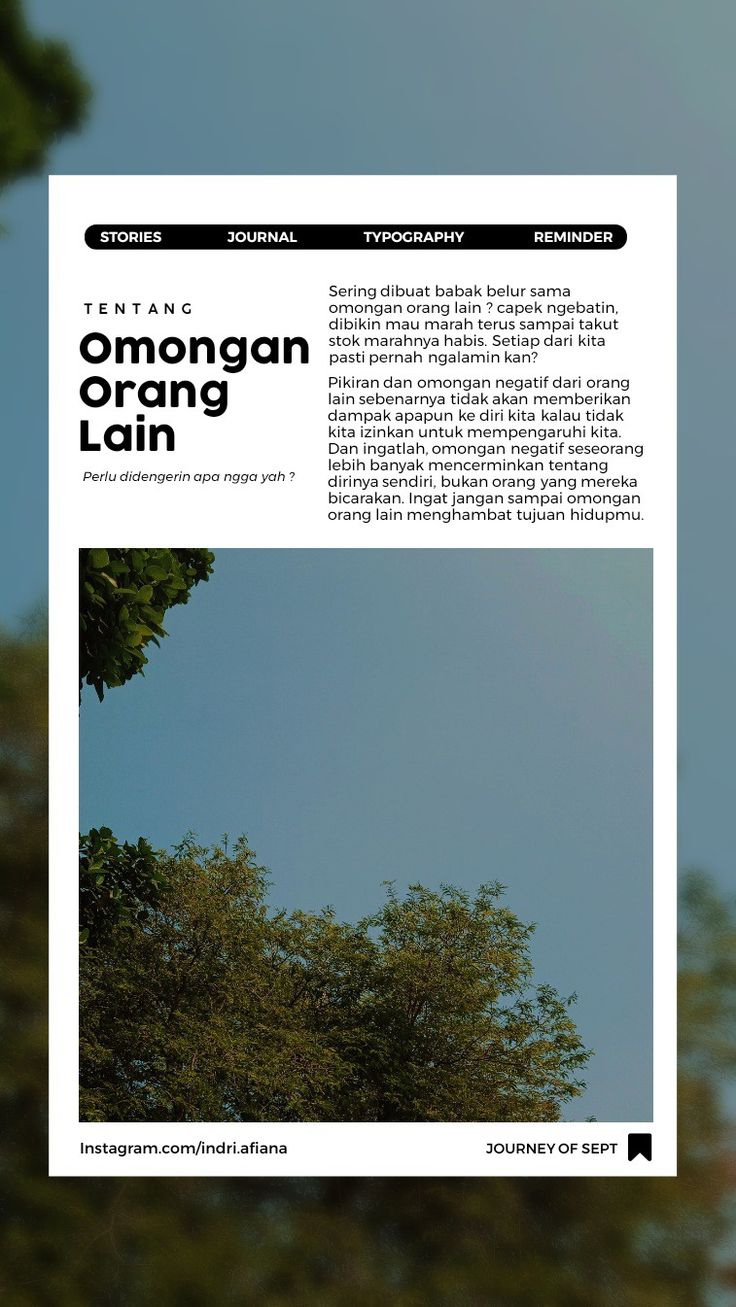 STORIES JOURNAL TYPOGRAPHY REMINDER
TENTANG
Omongan
Orang
Lain
Perlu didengerin apa ngga yah ?
Sering dibuat babak belur sama
omongan orang lain ? capek ngebatin,
dibikin mau marah terus sampai takut
stok marahnya habis. Setiap dari kita
pasti pernah ngalamin kan?
Pikiran dan omongan negatif dari orang
lain sebenarnya tidak akan memberikan
dampak apapun ke diri kita kalau tidak
kita izinkan untuk mempengaruhi kita.
Dan ingatlah, omongan negatif seseorang
lebih banyak mencerminkan tentang
dirinya sendiri, bukan orang yang mereka
bicarakan. Ingat jangan sampai omongan
orang lain menghambat tujuan hidupmu.
Instagram.com/indri.afiana
JOURNEY OF SEPT